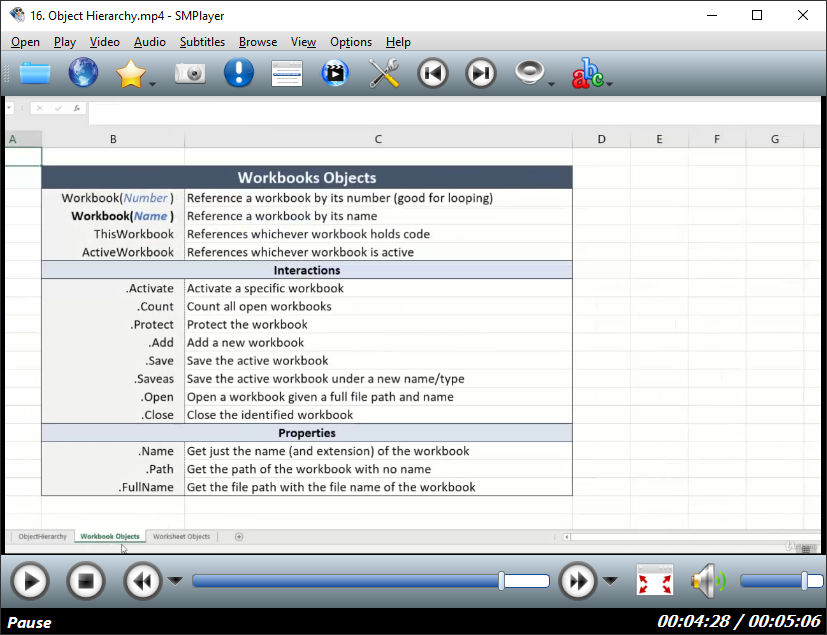 16. Object Hierarchy.mp4 - SMPlayer
Open Play Video Audio Subtitles Browse View Options Help
abc
fx
A B C D E F G
Workbooks Objects
Workbook(Number ) Reference a workbook by its number (good for looping)
Workbook(Name ) Reference a workbook by its name
ThisWorkbook References whichever workbook holds code
ActiveWorkbook References whichever workbook is active
Interactions
.Activate Activate a specific workbook
.Count Count all open workbooks
.Protect Protect the workbook
.Add Add a new workbook
.Save Save the active workbook
.Saveas Save the active workbook under a new name/type
.Open Open a workbook given a full file path and name
.Close Close the identified workbook
Properties
.Name Get just the name (and extension) of the workbook
.Path Get the path of the workbook with no name
.FullName Get the file path with the file name of the workbook
ObjectHierarchy Workbook Objects Worksheet Objects
Pause 00:04:28 / 00:05:06